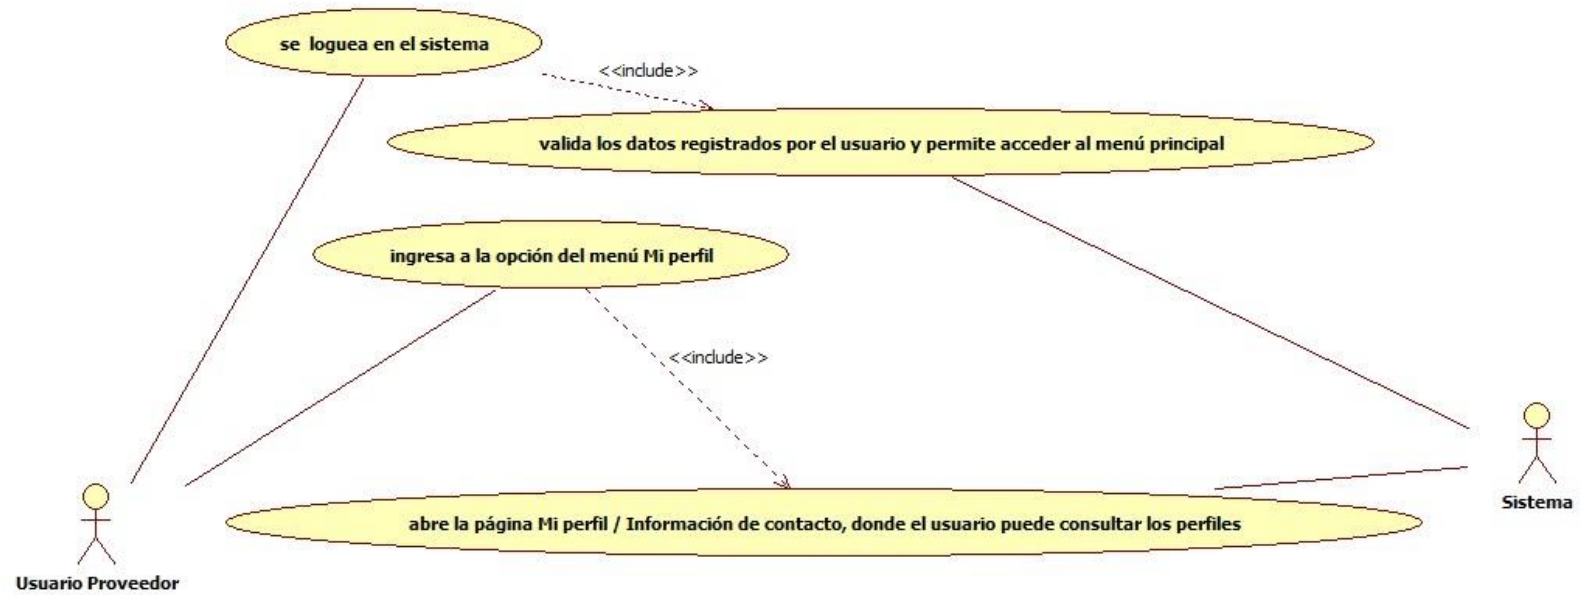 se loguea en el sistema
<<include>>
valida los datos registrados por el usuario y permite acceder al menú principal
ingresa a la opción del menú Mi perfil
<<include>>
abre la página Mi perfil / Información de contacto, donde el usuario puede consultar los perfiles
Sistema
Usuario Proveedor